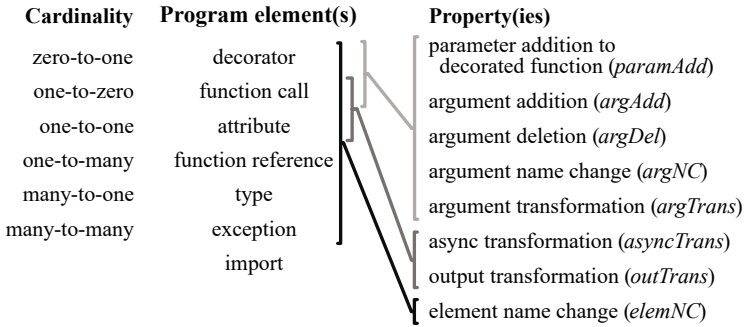 Cardinality
zero-to-one
one-to-zero
one-to-one
one-to-many
many-to-one
many-to-many
Program element(s)
decorator
function call
attribute
function reference
type
exception
import
Property(ies)
parameter addition to
decorated function (paramAdd)
argument addition (argAdd)
argument deletion (argDel)
argument name change (argNC)
argument transformation (argTrans)
async transformation (asyncTrans)
output transformation (outTrans)
element name change (elemNC)